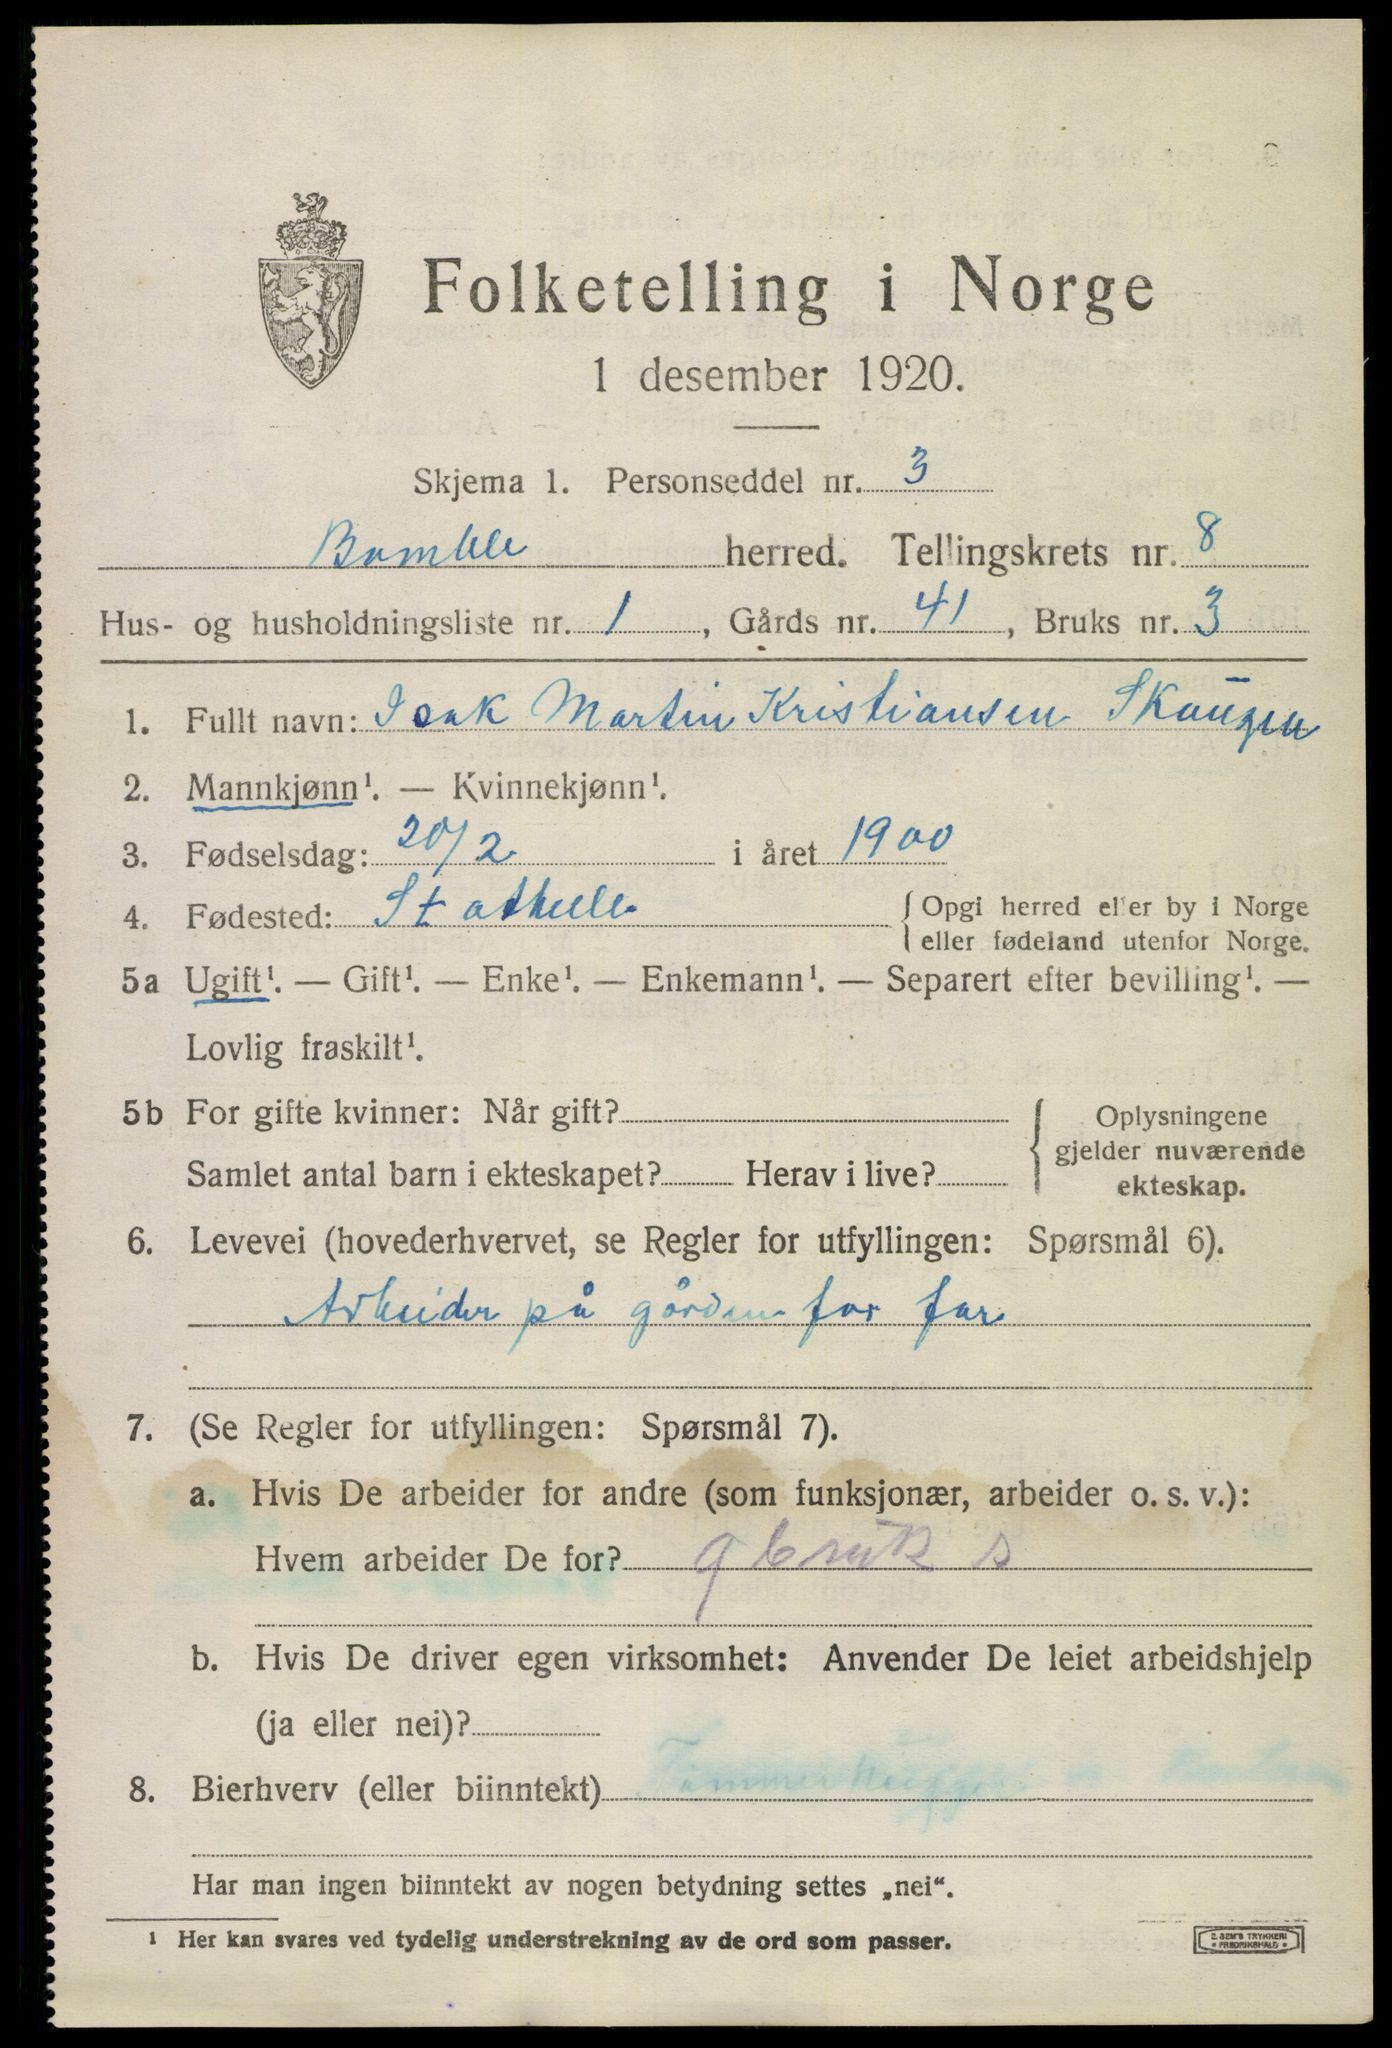 Folketelling i Norge
1 desember 1920.
Skjema 1. Personseddel nr. 3
Bamble herred. Tellingskrets nr. 8
Hus- og husholdningsliste nr. 1, Gårds nr. 41, Bruks nr. 3
1. Fullt navn: Isak Martin Kristiansen Skaugen
2. Mannkjønn¹. — Kvinnekjønn¹.
3. Fødselsdag: 20/2 i året 1900
4. Fødested: Stathelle { Opgi herred eller by i Norge
eller fødeland utenfor Norge.
5a Ugift¹. — Gift¹. — Enke¹. — Enkemann¹. — Separert efter bevilling¹. —
Lovlig fraskilt¹.
5b For gifte kvinner: Når gift?
Samlet antal barn i ekteskapet? Herav i live?
Oplysningene
gjelder nuværende
ekteskap.
6. Levevei (hovederhvervet, se Regler for utfyllingen: Spørsmål 6).
Arbeider på gården for far
7. (Se Regler for utfyllingen: Spørsmål 7).
a. Hvis De arbeider for andre (som funksjonær, arbeider o. s. v.):
Hvem arbeider De for? gbruk s
b. Hvis De driver egen virksomhet: Anvender De leiet arbeidshjelp
(ja eller nei)?
8. Bierhverv (eller biinntekt) Tømmerhugger
Har man ingen biinntekt av nogen betydning settes „nei“.
¹ Her kan svares ved tydelig understrekning av de ord som passer.
E. SEM'S TRYKKERI
• FREDRIKSHALD •